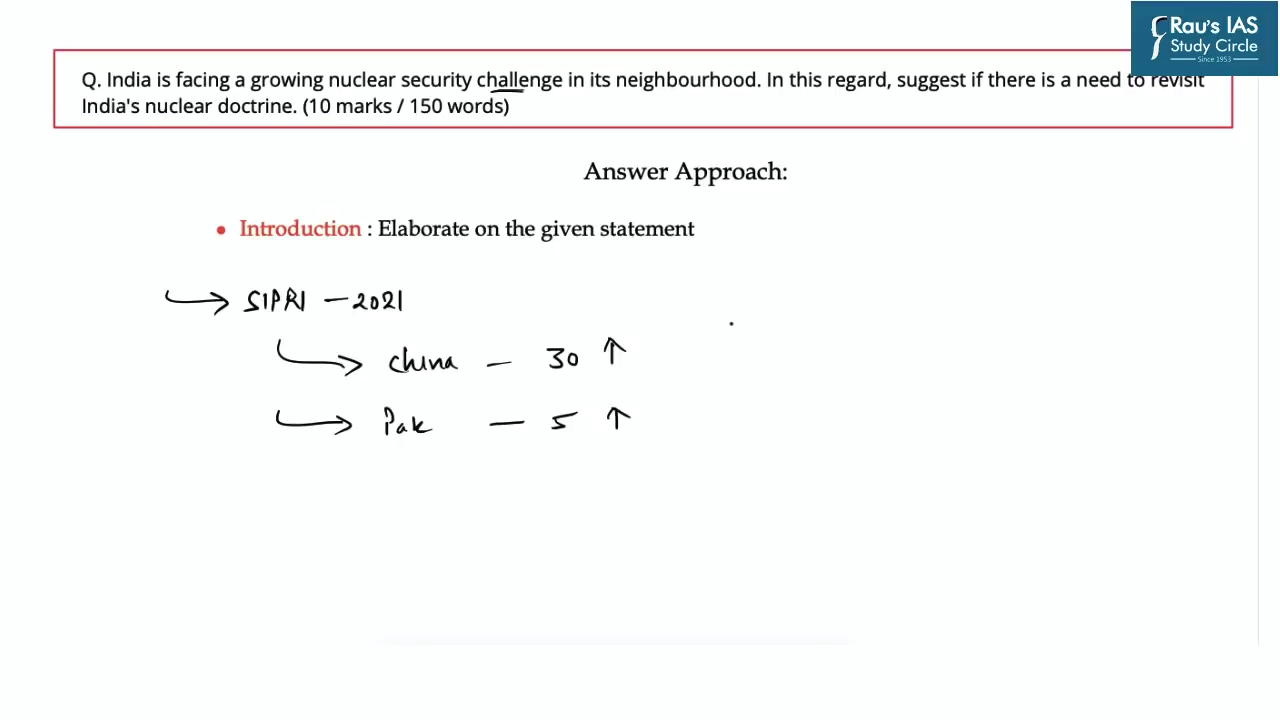 Rau's IAS
Study Circle
Since 1953
Q. India is facing a growing nuclear security challenge in its neighbourhood. In this regard, suggest if there is a need to revisit
India's nuclear doctrine. (10 marks / 150 words)
Answer Approach:
• Introduction : Elaborate on the given statement
→ SIPRI - 2021
→ China - 30 ↑
→ Pak - 5 ↑